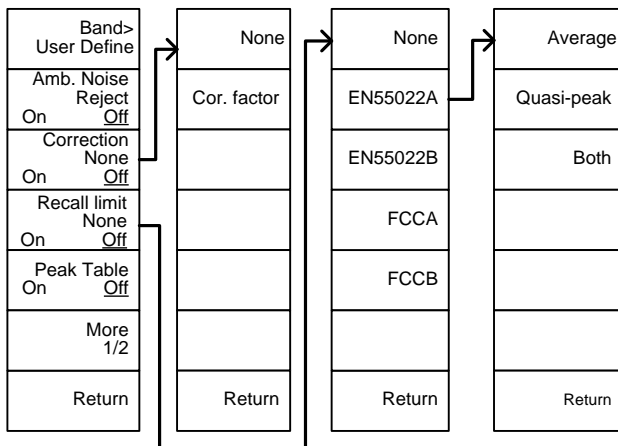 Band>
User Define
Amb. Noise
Reject
On Off
Correction
None
On Off
Recall limit
None
On Off
Peak Table
On Off
More
1/2
Return
None
Cor. factor
Return
None
EN55022A
EN55022B
FCCA
FCCB
Return
Average
Quasi-peak
Both
Return